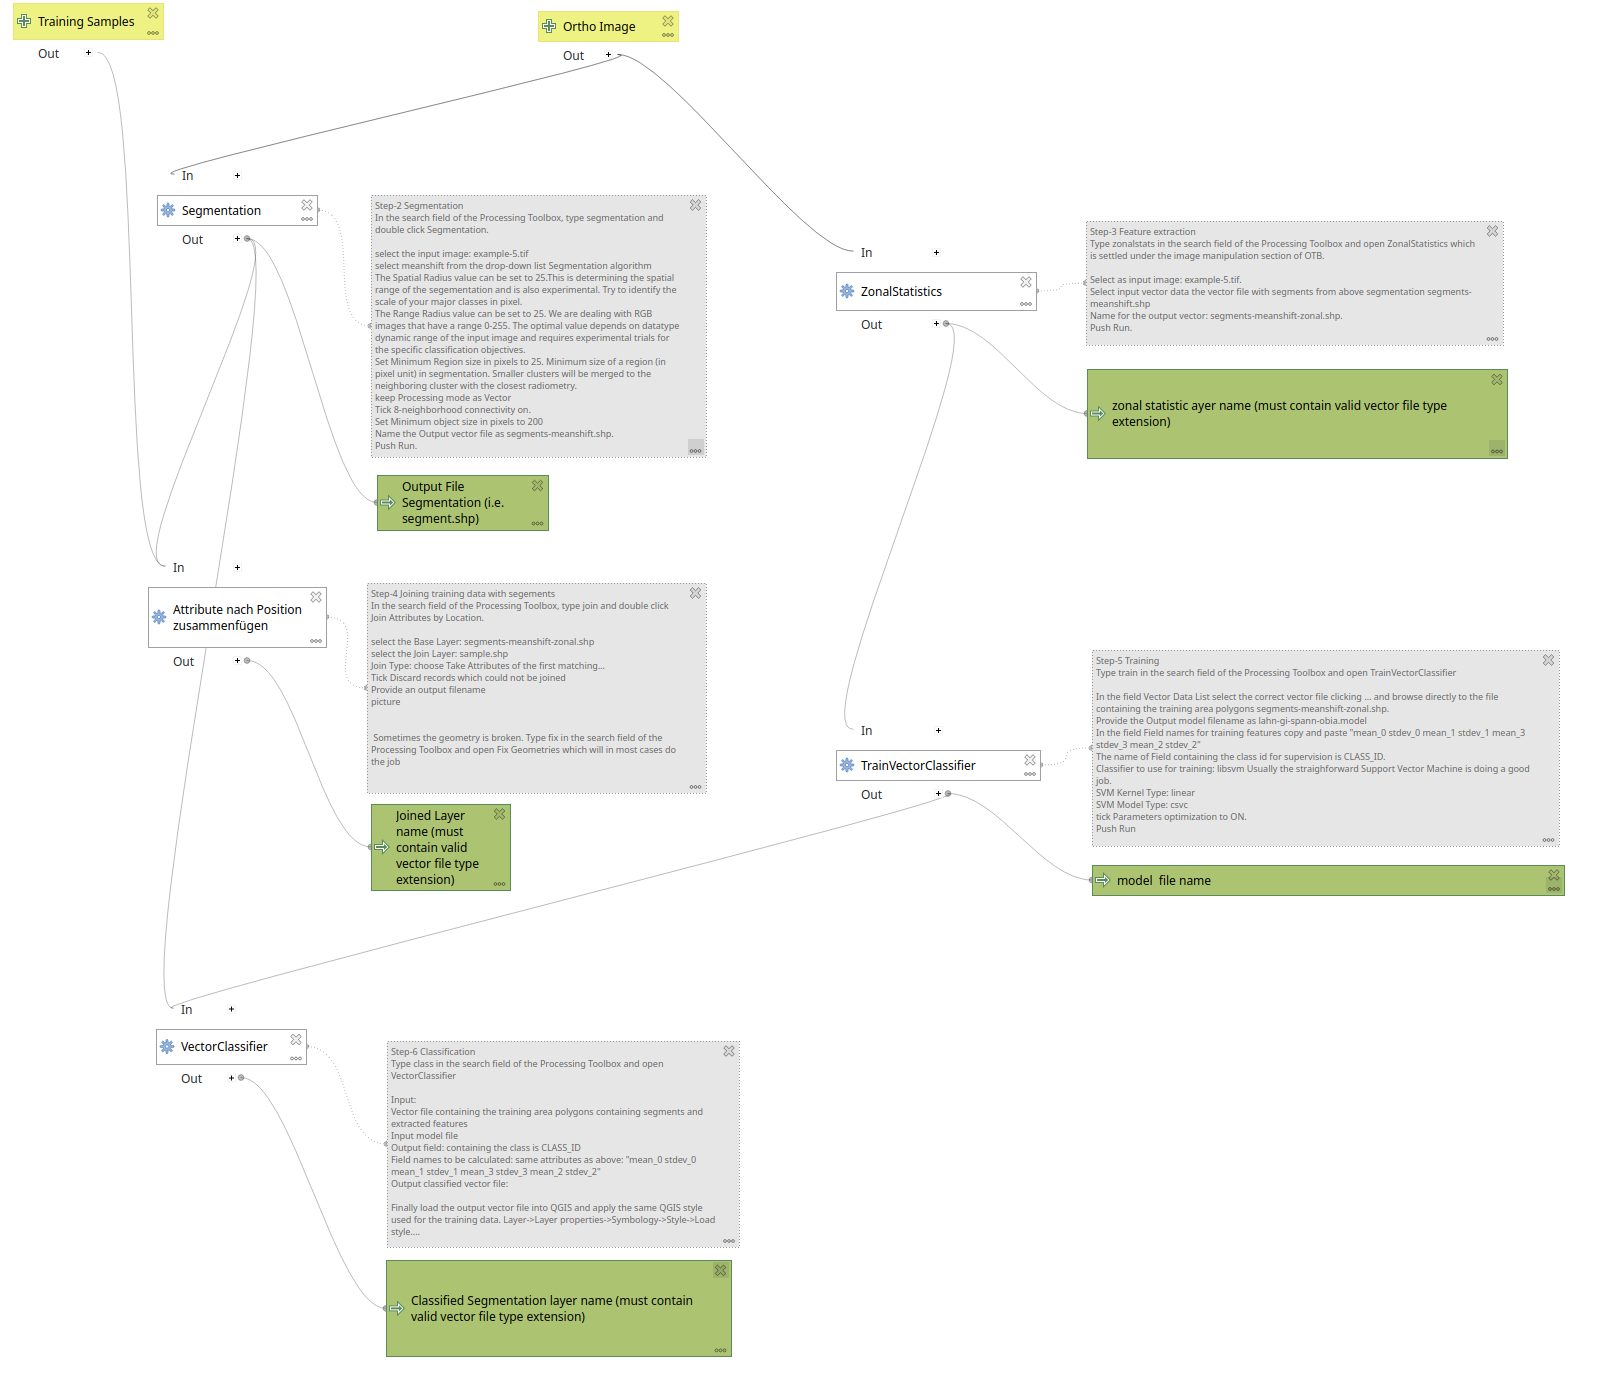 Training Samples
Out
Ortho Image
Out
In
Segmentation
Out
Step-2 Segmentation
In the search field of the Processing Toolbox, type segmentation and
double click Segmentation.
select the input image: example-5.tif
select meanshift from the drop-down list Segmentation algorithm
The Spatial Radius value can be set to 25.This is determining the spatial
range of the segementation and is also experimental. Try to identify the
scale of your major classes in pixel.
The Range Radius value can be set to 25. We are dealing with RGB
images that have a range 0-255. The optimal value depends on datatype
dynamic range of the input image and requires experimental trials for
the specific classification objectives.
Set Minimum Region size in pixels to 25. Minimum size of a region (in
pixel unit) in segmentation. Smaller clusters will be merged to the
neighboring cluster with the closest radiometry.
keep Processing mode as Vector
Tick 8-neighborhood connectivity on.
Set Minimum object size in pixels to 200
Name the Output vector file as segments-meanshift.shp.
Push Run.
Output File
Segmentation (i.e.
segment.shp)
In
ZonalStatistics
Out
Step-3 Feature extraction
Type zonalstats in the search field of the Processing Toolbox and open ZonalStatistics which
is settled under the image manipulation section of OTB.
Select as input image: example-5.tif.
Select input vector data the vector file with segments from above segmentation segments-
meanshift.shp
Name for the output vector: segments-meanshift-zonal.shp.
Push Run.
zonal statistic ayer name (must contain valid vector file type
extension)
In
Attribute nach Position
zusammenfügen
Out
Step-4 Joining training data with segements
In the search field of the Processing Toolbox, type join and double click
Join Attributes by Location.
select the Base Layer: segments-meanshift-zonal.shp
select the Join Layer: sample.shp
Join Type: choose Take Attributes of the first matching...
Tick Discard records which could not be joined
Provide an output filename
picture
Sometimes the geometry is broken. Type fix in the search field of the
Processing Toolbox and open Fix Geometries which will in most cases do
the job
Joined Layer
name (must
contain valid
vector file type
extension)
In
TrainVectorClassifier
Out
Step-5 Training
Type train in the search field of the Processing Toolbox and open TrainVectorClassifier
In the field Vector Data List select the correct vector file clicking ... and browse directly to the file
containing the training area polygons segments-meanshift-zonal.shp.
Provide the Output model filename as lahn-gi-spann-obia.model
In the field Field names for training features copy and paste "mean_0 stdev_0 mean_1 stdev_1 mean_3
stdev_3 mean_2 stdev_2"
The name of Field containing the class id for supervision is CLASS_ID.
Classifier to use for training: libsvm Usually the straighforward Support Vector Machine is doing a good
job.
SVM Kernel Type: linear
SVM Model Type: csvc
tick Parameters optimization to ON.
Push Run
model  file name
In
VectorClassifier
Out
Step-6 Classification
Type class in the search field of the Processing Toolbox and open
VectorClassifier
Input:
Vector file containing the training area polygons containing segments and
extracted features
Input model file
Output field: containing the class is CLASS_ID
Field names to be calculated: same attributes as above: "mean_0 stdev_0
mean_1 stdev_1 mean_3 stdev_3 mean_2 stdev_2"
Output classified vector file:
Finally load the output vector file into QGIS and apply the same QGIS style
used for the training data. Layer->Layer properties->Symbology->Style->Load
style....
Classified Segmentation layer name (must contain
valid vector file type extension)